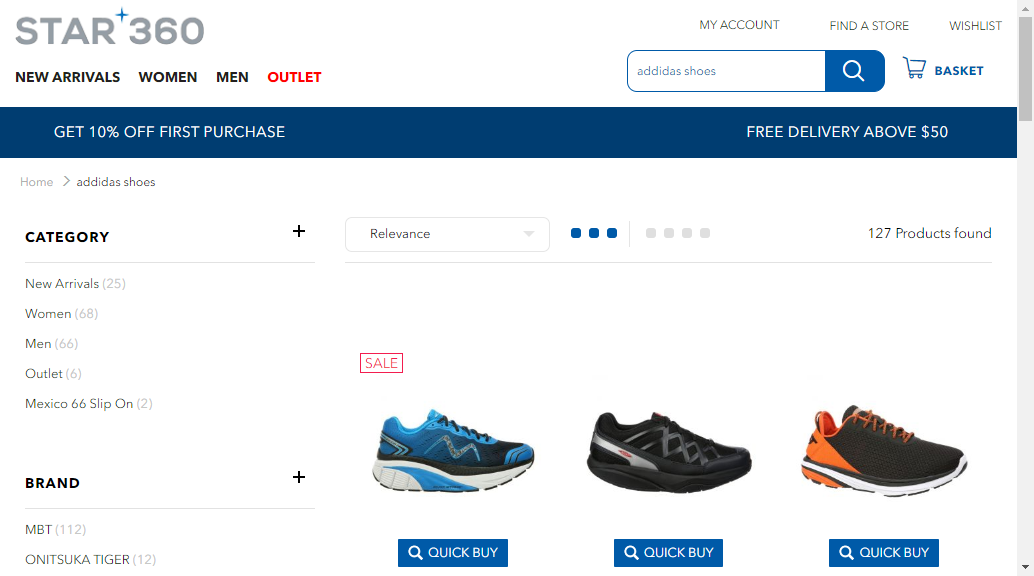 STAR 360
MY ACCOUNT
FIND A STORE
WISHLIST
NEW ARRIVALS
WOMEN
MEN
OUTLET
addidas shoes
BASKET
GET 10% OFF FIRST PURCHASE
FREE DELIVERY ABOVE $50
Home > addidas shoes
CATEGORY +
New Arrivals (25)
Women (68)
Men (66)
Outlet (6)
Mexico 66 Slip On (2)
BRAND +
MBT (112)
ONITSUKA TIGER (12)
Relevance
127 Products found
SALE
QUICK BUY
QUICK BUY
QUICK BUY